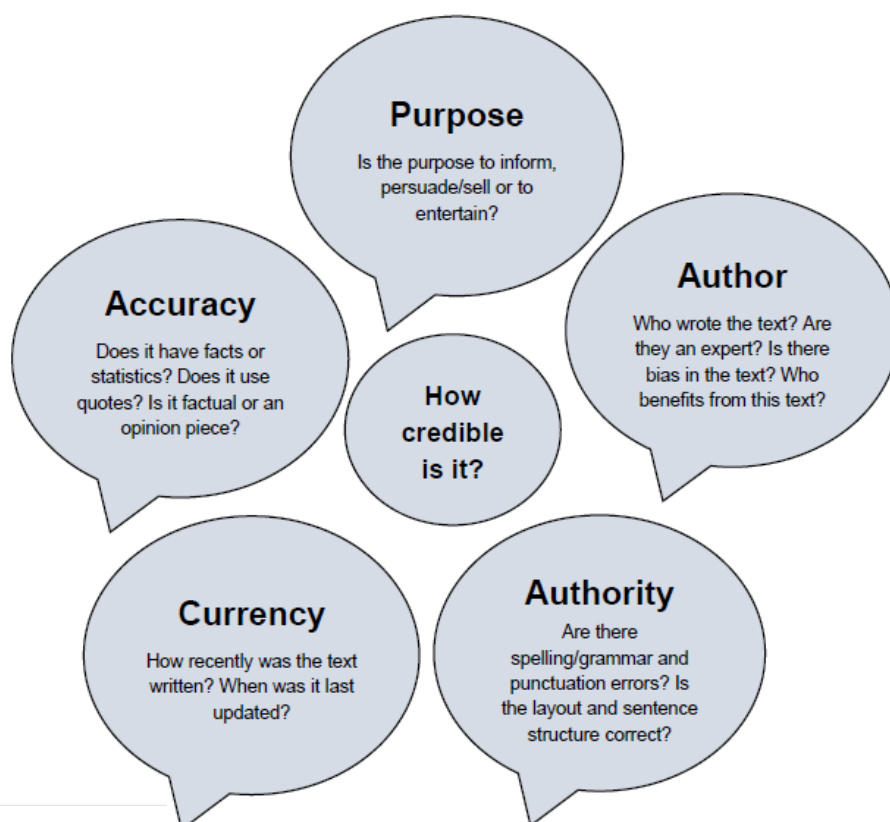 Purpose
Is the purpose to inform,
persuade/sell or to
entertain?
Author
Who wrote the text? Are
they an expert? Is there
bias in the text? Who
benefits from this text?
Accuracy
Does it have facts or
statistics? Does it use
quotes? Is it factual or an
opinion piece?
How
credible
is it?
Currency
How recently was the text
written? When was it last
updated?
Authority
Are there
spelling/grammar and
punctuation errors? Is
the layout and sentence
structure correct?